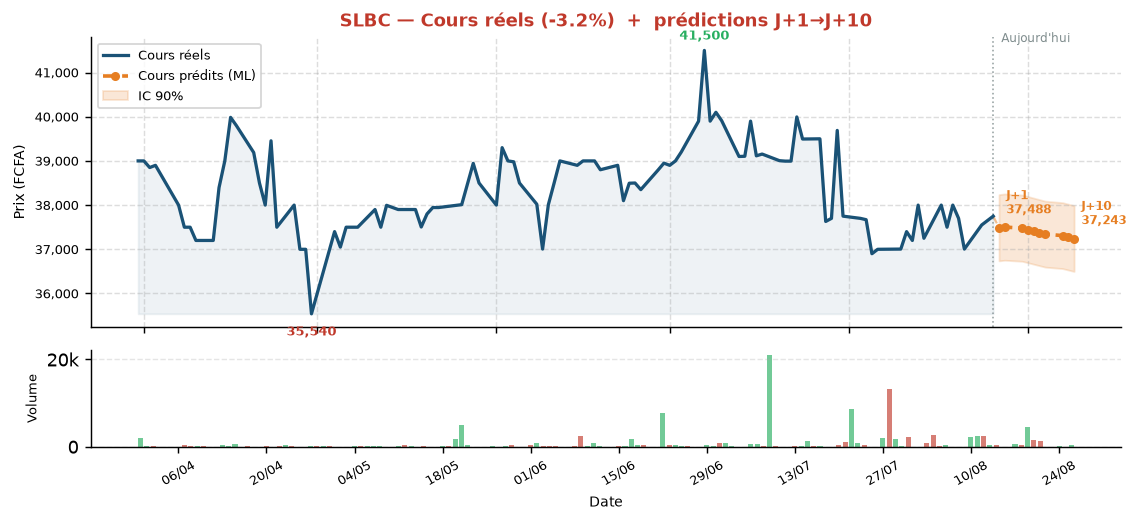 SLBC — Cours réels (-3.2%)  +  prédictions J+1→J+10
41,500
Aujourd'hui
Cours réels
Cours prédits (ML)
IC 90%
Prix (FCFA)
41,000
40,000
39,000
38,000
37,000
36,000
J+1
37,488
J+10
37,243
35,540
Volume
20k
0
06/04
20/04
04/05
18/05
01/06
15/06
29/06
13/07
27/07
10/08
24/08
Date